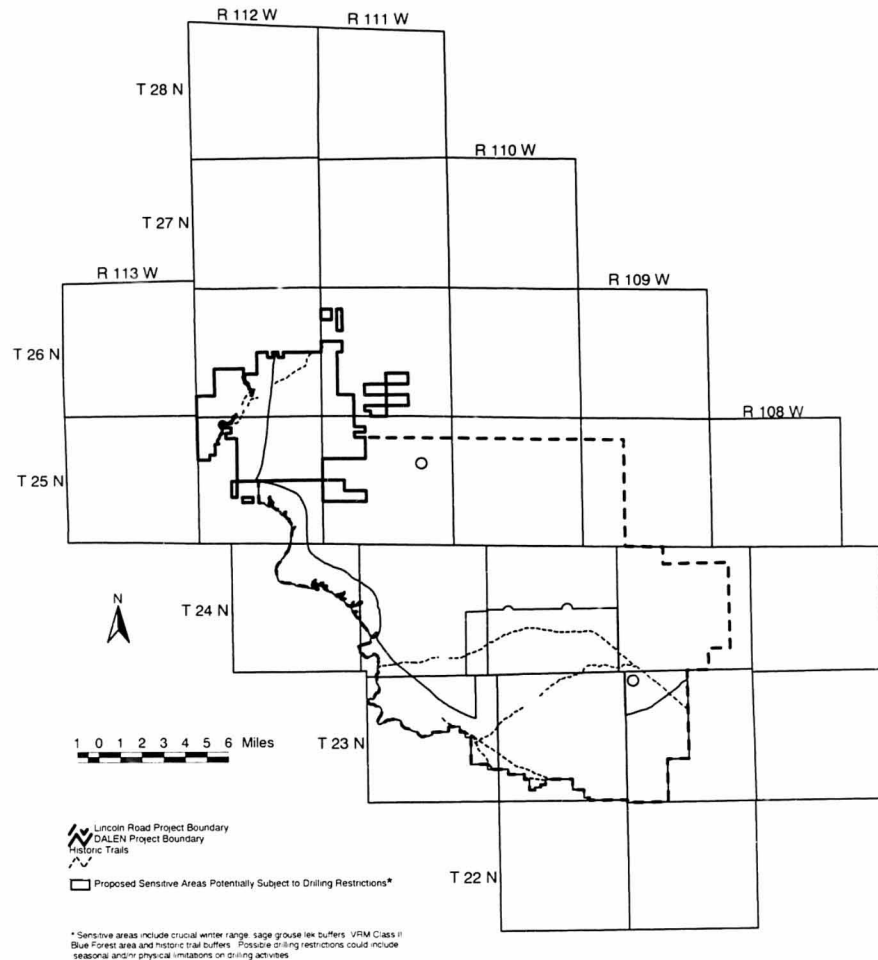 R 112 W
R 111 W
T 28 N
R 110 W
T 27 N
R 113 W
R 109 W
T 26 N
R 108 W
T 25 N
N
T 24 N
1 0 1 2 3 4 5 6 Miles
T 23 N
Lincoln Road Project Boundary
DALEN Project Boundary
Historic Trails
Proposed Sensitive Areas Potentially Subject to Drilling Restrictions*
T 22 N
* Sensitive areas include crucial winter range, sage grouse lek buffers, VRM Class II
Blue Forest area and historic trail buffers. Possible drilling restrictions could include
seasonal and/or physical limitations on drilling activities